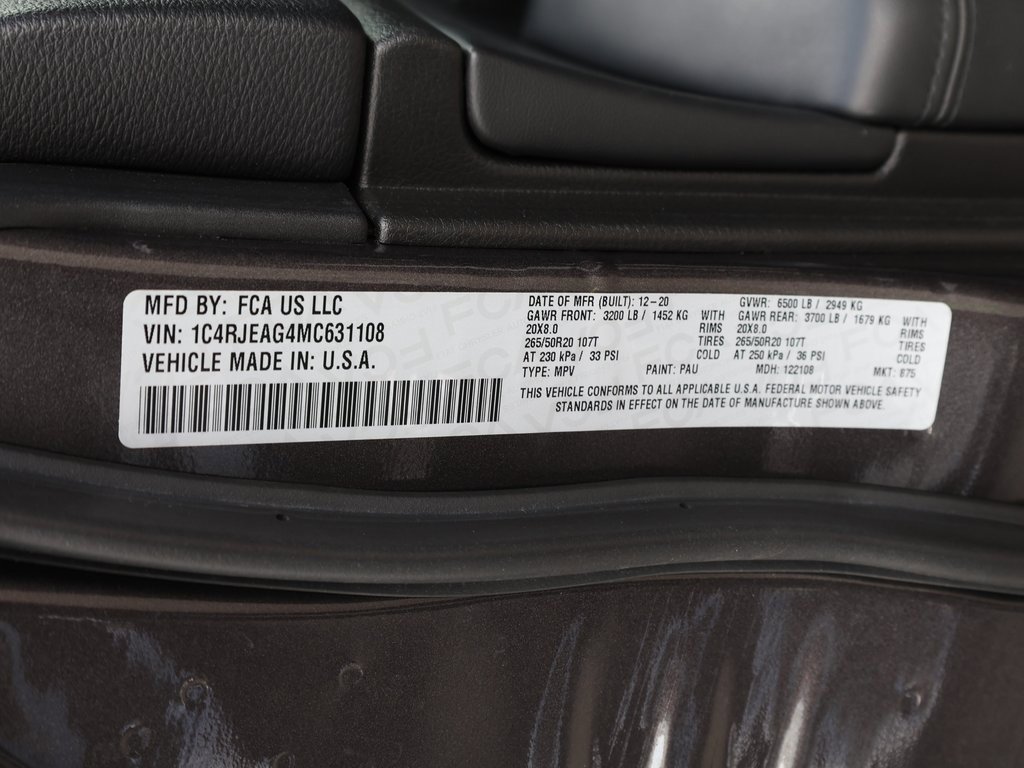 MFD BY: FCA US LLC
VIN: 1C4RJEAG4MC631108
VEHICLE MADE IN: U.S.A.
DATE OF MFR (BUILT): 12-20
GVWR: 6500 LB / 2949 KG
GAWR FRONT: 3200 LB / 1452 KG WITH
20X8.0 RIMS
265/50R20 107T TIRES
AT 230 kPa / 33 PSI COLD
GAWR REAR: 3700 LB / 1679 KG WITH
20X8.0 RIMS
265/50R20 107T TIRES
AT 250 kPa / 36 PSI COLD
TYPE: MPV PAINT: PAU MDH: 122108 MKT: 875
THIS VEHICLE CONFORMS TO ALL APPLICABLE U.S.A. FEDERAL MOTOR VEHICLE SAFETY
STANDARDS IN EFFECT ON THE DATE OF MANUFACTURE SHOWN ABOVE.